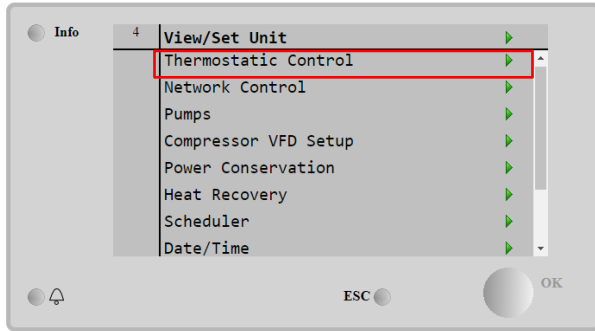 Info
4 View/Set Unit
Thermostatic Control
Network Control
Pumps
Compressor VFD Setup
Power Conservation
Heat Recovery
Scheduler
Date/Time
ESC
OK